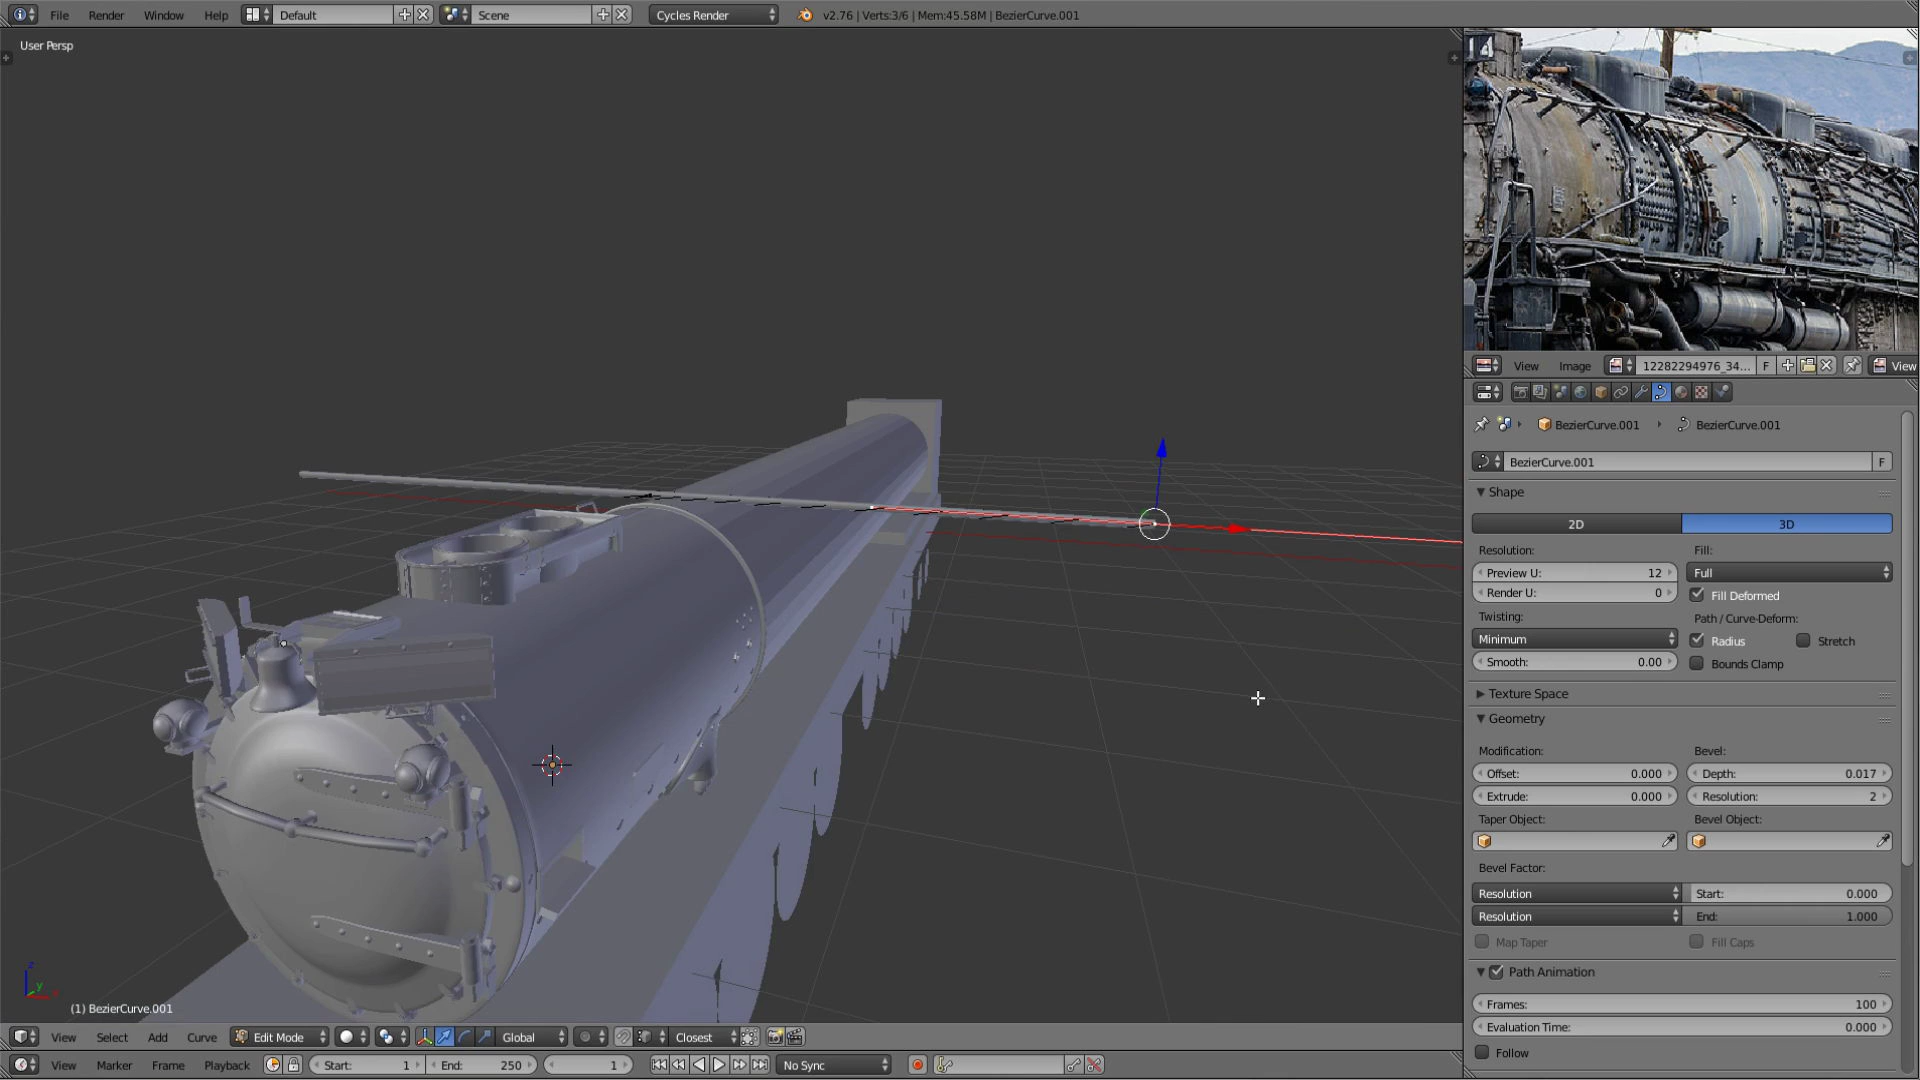 File Render Window Help Default Scene Cycles Render v2.76 | Verts:3/6 | Mem:45.58M | BezierCurve.001
User Persp
14
View Image 12282294976_34... F View
BezierCurve.001 BezierCurve.001
BezierCurve.001 F
Shape
2D 3D
Resolution: Fill:
Preview U: 12 Full
Render U: 0 Fill Deformed
Twisting: Path / Curve-Deform:
Minimum Radius Stretch
Smooth: 0.00 Bounds Clamp
Texture Space
Geometry
Modification: Bevel:
Offset: 0.000 Depth: 0.017
Extrude: 0.000 Resolution: 2
Taper Object: Bevel Object:
Bevel Factor:
Resolution Start: 0.000
Resolution End: 1.000
Map Taper Fill Caps
Path Animation
Frames: 100
Evaluation Time: 0.000
Follow
z
y
x
(1) BezierCurve.001
View Select Add Curve Edit Mode Global Closest
View Marker Frame Playback Start: 1 End: 250 1 No Sync